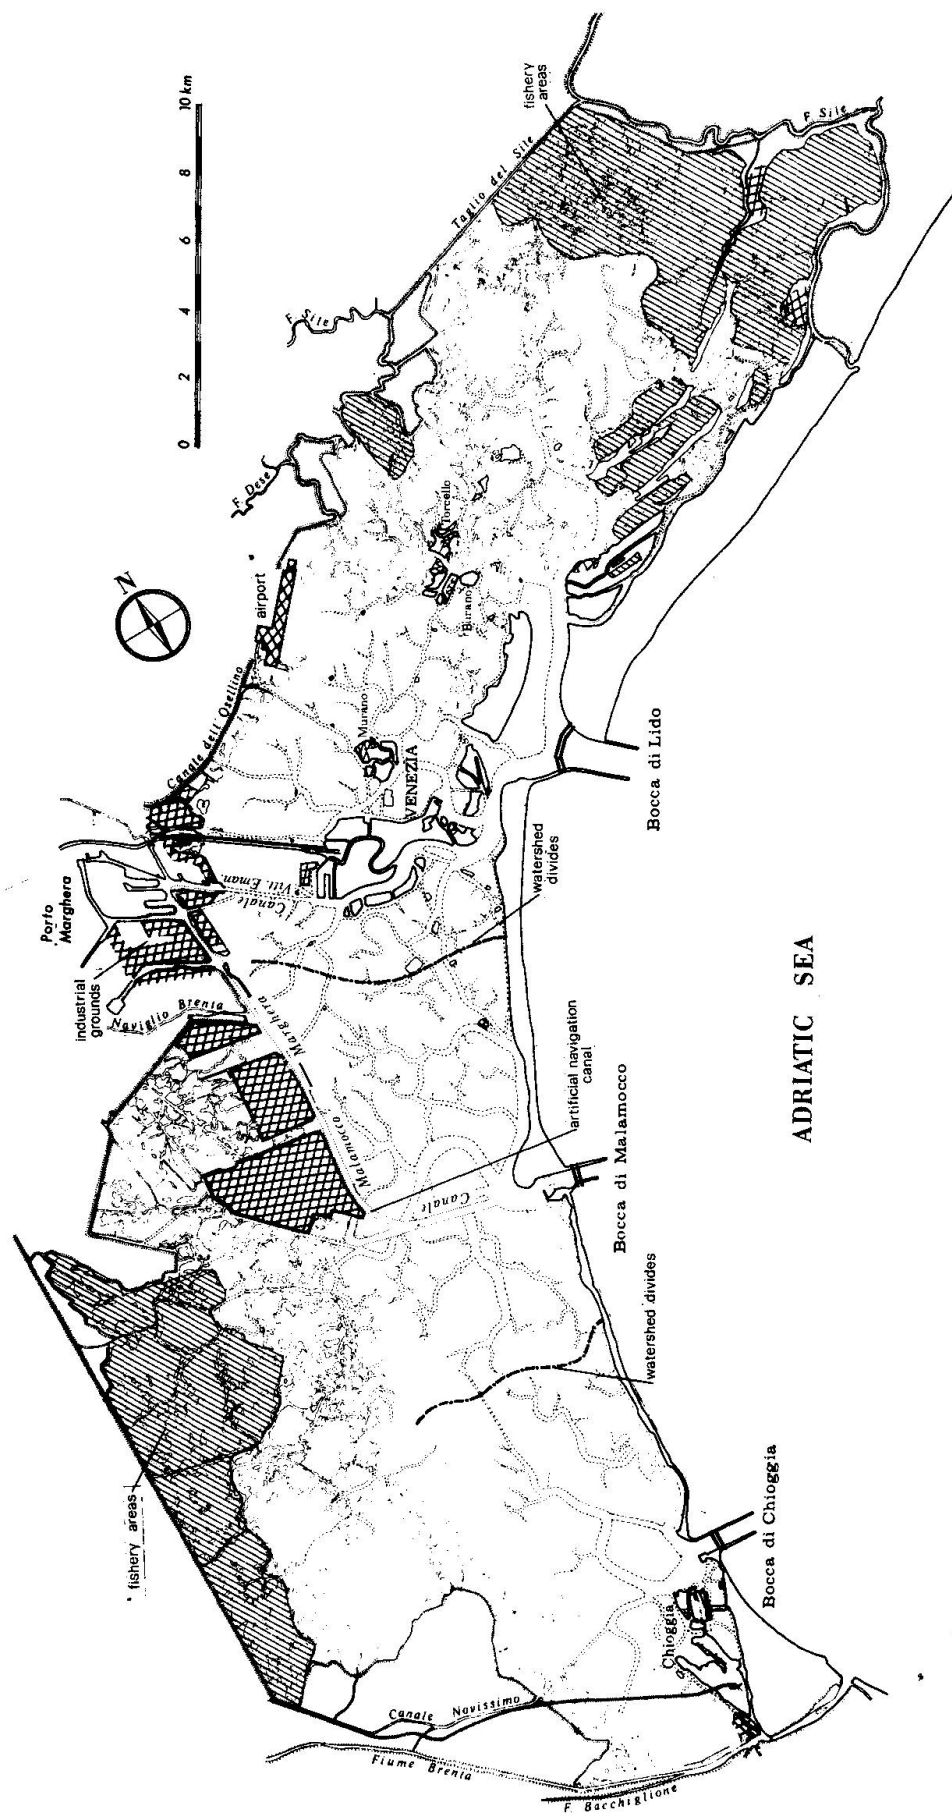 Porto
Marghera
industrial
grounds
Naviglio Brenta
Canale dell' Osellino
N
airport
F. Dese
F. Sile
Taglio del Sile
fishery
areas
F. Sile
0 2 4 6 8 10 km
Murano
VENEZIA
Burano
Torcello
Canale Vitt. Eman.
watershed
divides
Bocca di Lido
Canale Malamocco Marghera
artificial navigation
canal
Bocca di Malamocco
watershed divides
fishery areas
Canale Novissimo
Fiume Brenta
F. Bacchiglione
Chioggia
Bocca di Chioggia
ADRIATIC SEA